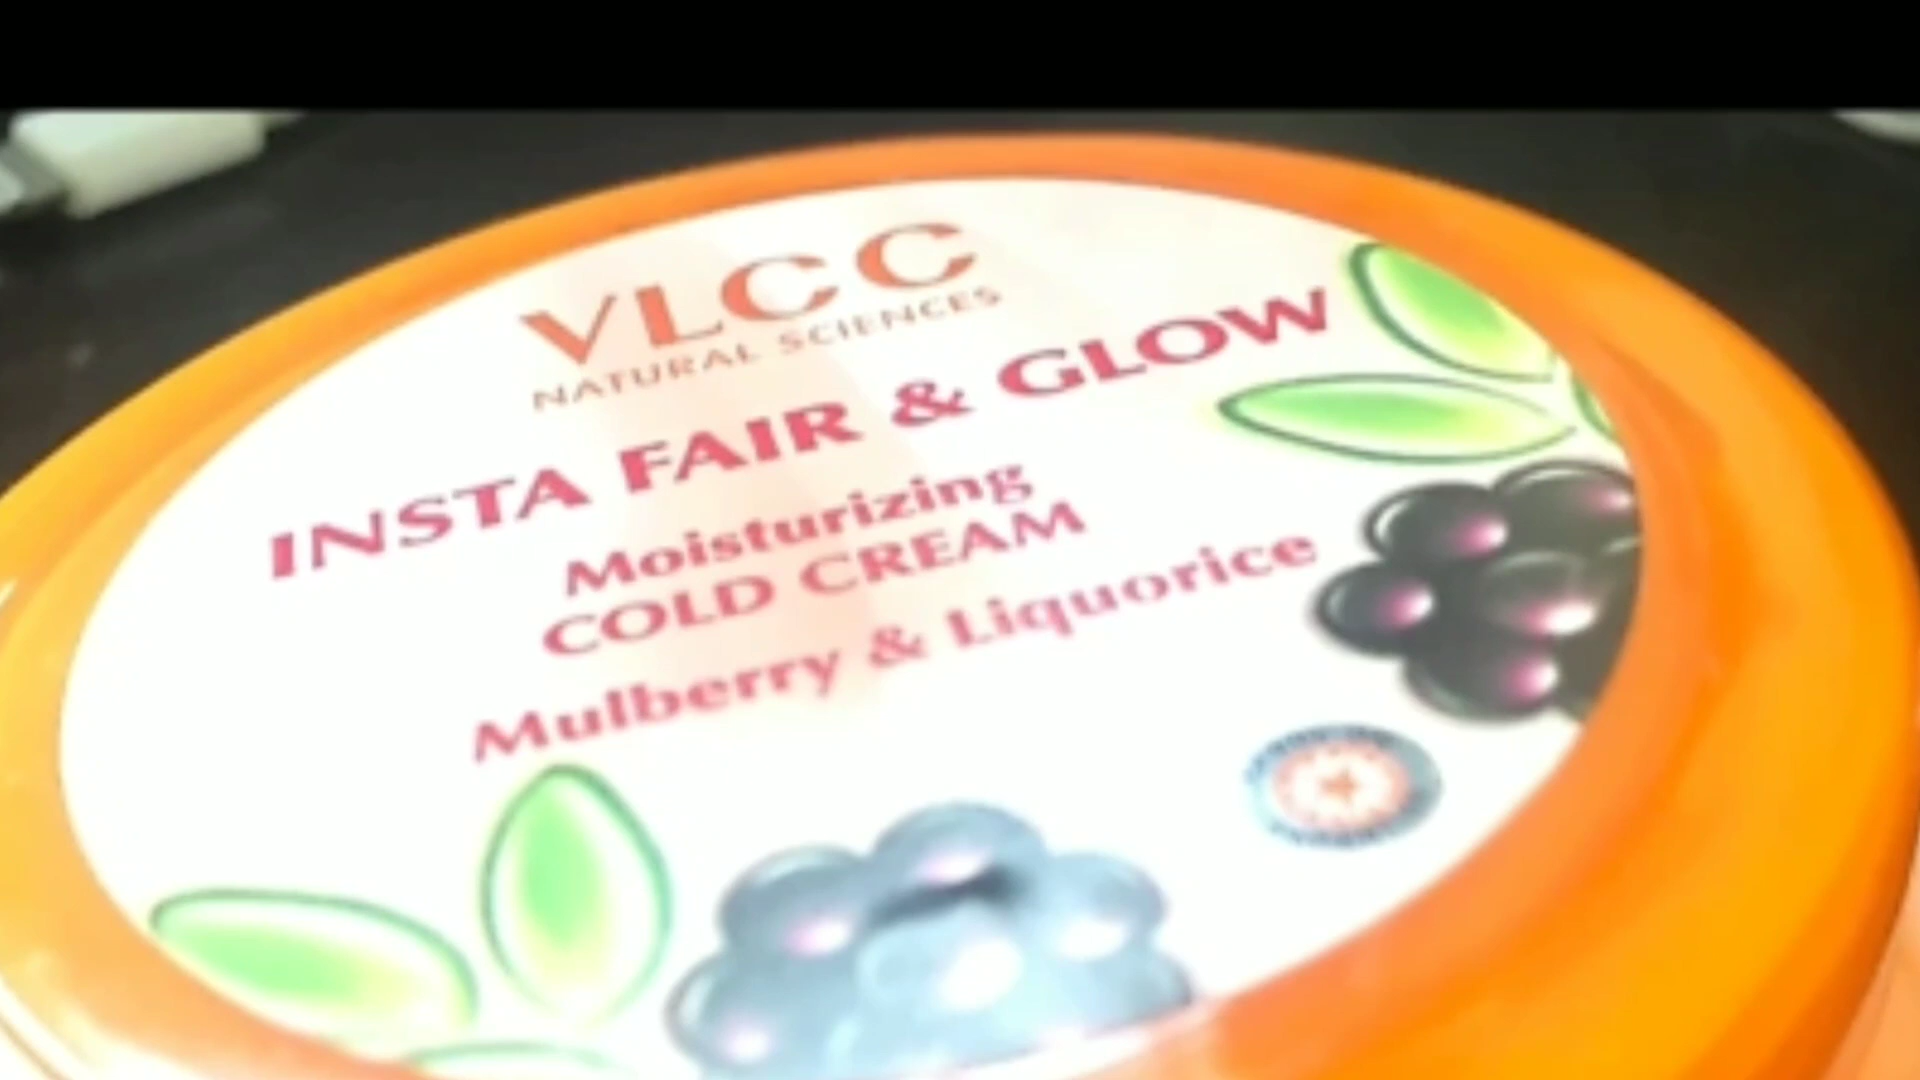 VLCC
NATURAL SCIENCES
INSTA FAIR & GLOW
Moisturizing
COLD CREAM
Mulberry & Liquorice